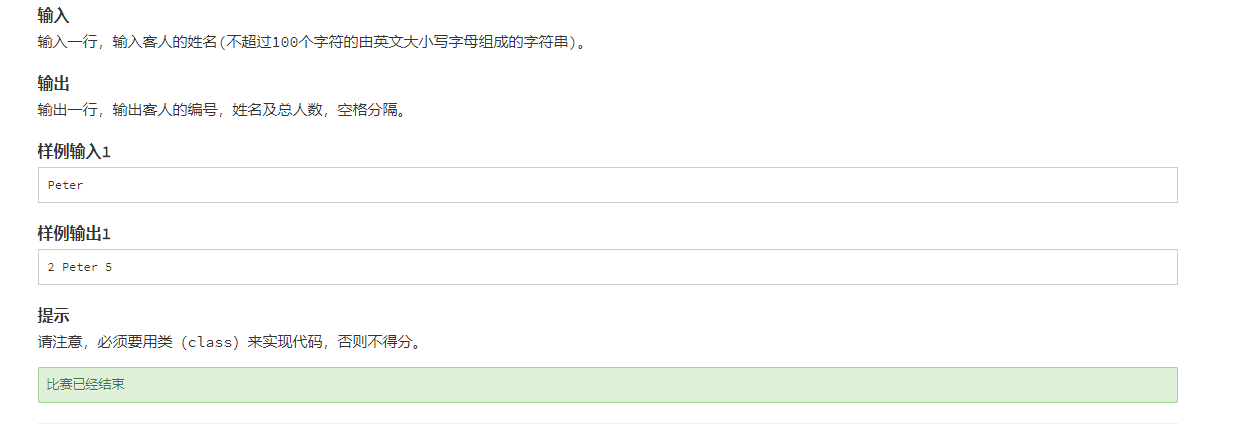 输入
输入一行，输入客人的姓名(不超过100个字符的由英文大小写字母组成的字符串)。
输出
输出一行，输出客人的编号，姓名及总人数，空格分隔。
样例输入1
Peter
样例输出1
2 Peter 5
提示
请注意，必须要用类（class）来实现代码，否则不得分。
比赛已经结束